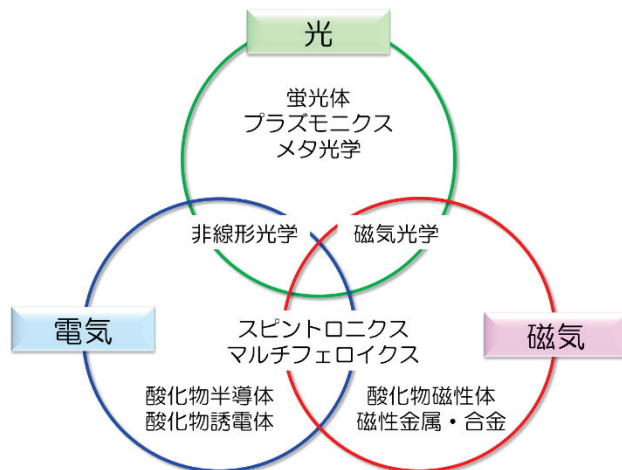 光
蛍光体
プラズモニクス
メタ光学
非線形光学
磁気光学
電気
スピントロニクス
マルチフェロイクス
磁気
酸化物半導体
酸化物誘電体
酸化物磁性体
磁性金属・合金